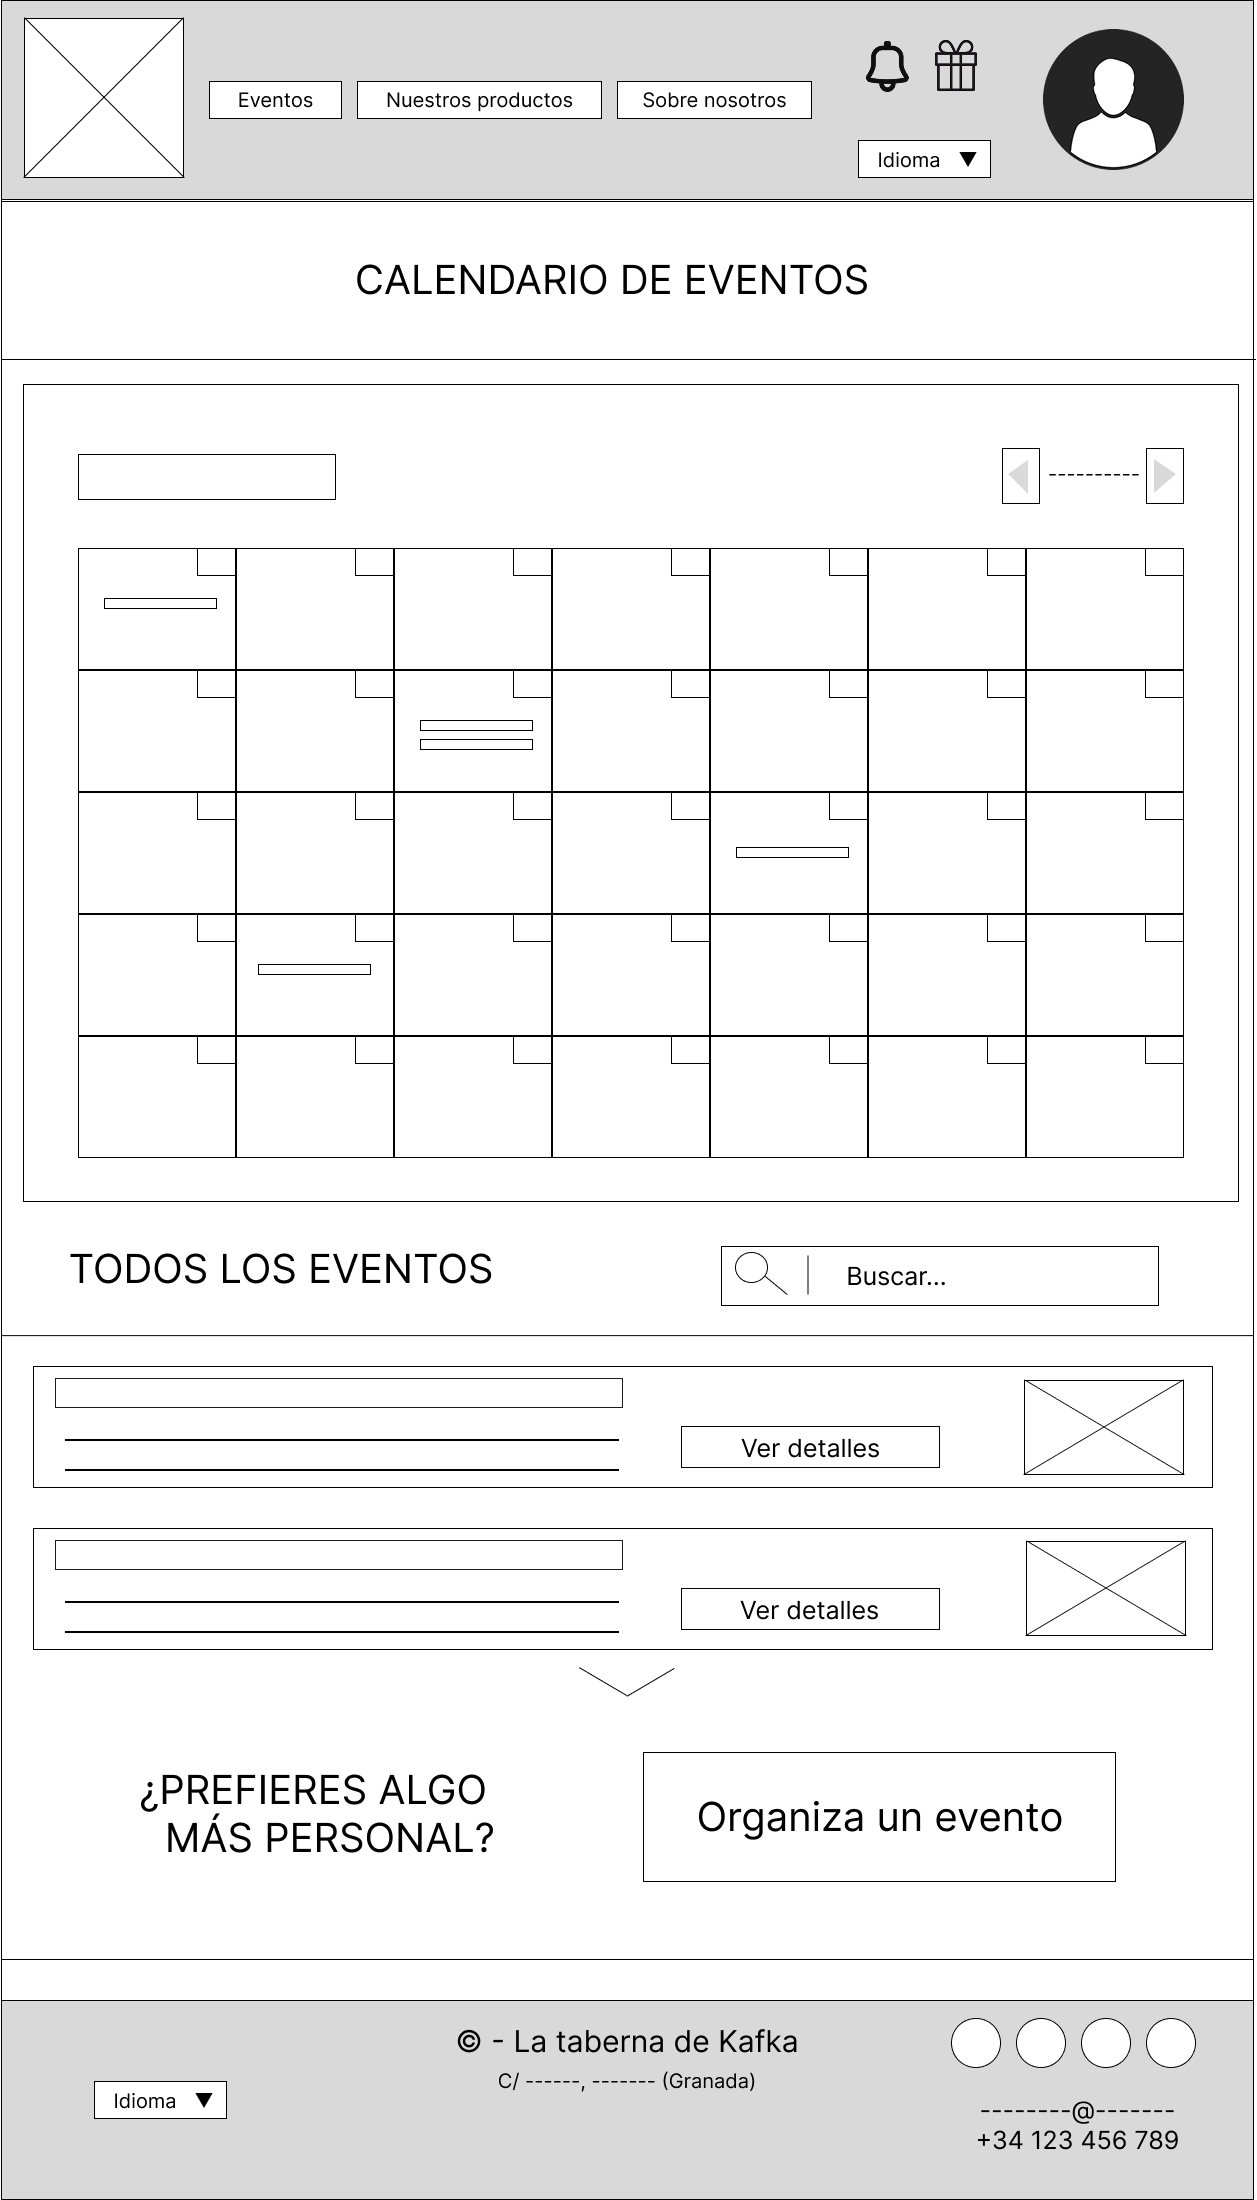 Eventos
Nuestros productos
Sobre nosotros
Idioma
CALENDARIO DE EVENTOS
----------
TODOS LOS EVENTOS
Buscar...
Ver detalles
Ver detalles
¿PREFIERES ALGO
MÁS PERSONAL?
Organiza un evento
© - La taberna de Kafka
C/ ------, ------- (Granada)
Idioma
--------@-------
+34 123 456 789